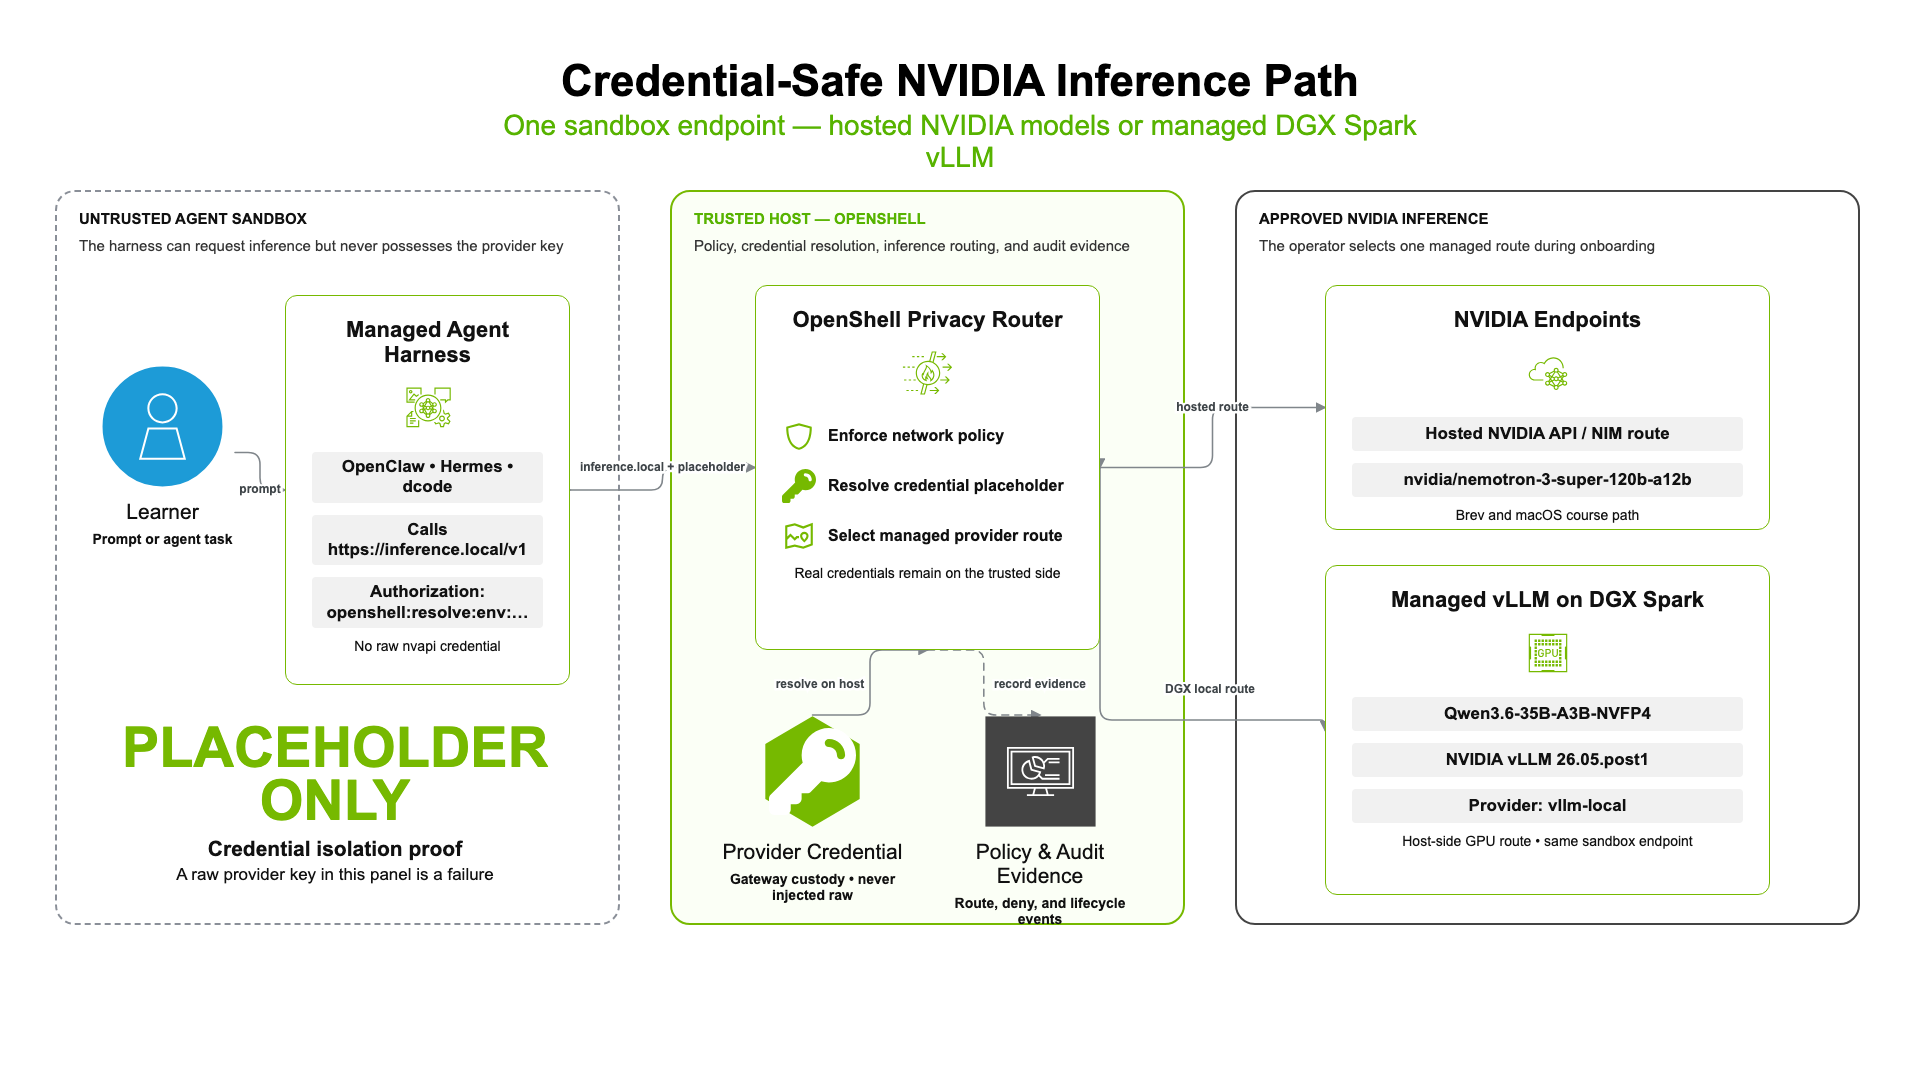 Credential-Safe NVIDIA Inference Path
One sandbox endpoint — hosted NVIDIA models or managed DGX Spark
vLLM
UNTRUSTED AGENT SANDBOX
The harness can request inference but never possesses the provider key
Learner
Prompt or agent task
prompt
Managed Agent
Harness
OpenClaw • Hermes •
dcode
Calls
https://inference.local/v1
Authorization:
openshell:resolve:env:…
No raw nvapi credential
PLACEHOLDER
ONLY
Credential isolation proof
A raw provider key in this panel is a failure
inference.local + placeholder
TRUSTED HOST — OPENSHELL
Policy, credential resolution, inference routing, and audit evidence
OpenShell Privacy Router
Enforce network policy
Resolve credential placeholder
Select managed provider route
Real credentials remain on the trusted side
resolve on host
record evidence
Provider Credential
Gateway custody • never
injected raw
Policy & Audit
Evidence
Route, deny, and lifecycle
events
hosted route
DGX local route
APPROVED NVIDIA INFERENCE
The operator selects one managed route during onboarding
NVIDIA Endpoints
Hosted NVIDIA API / NIM route
nvidia/nemotron-3-super-120b-a12b
Brev and macOS course path
Managed vLLM on DGX Spark
GPU
Qwen3.6-35B-A3B-NVFP4
NVIDIA vLLM 26.05.post1
Provider: vllm-local
Host-side GPU route • same sandbox endpoint